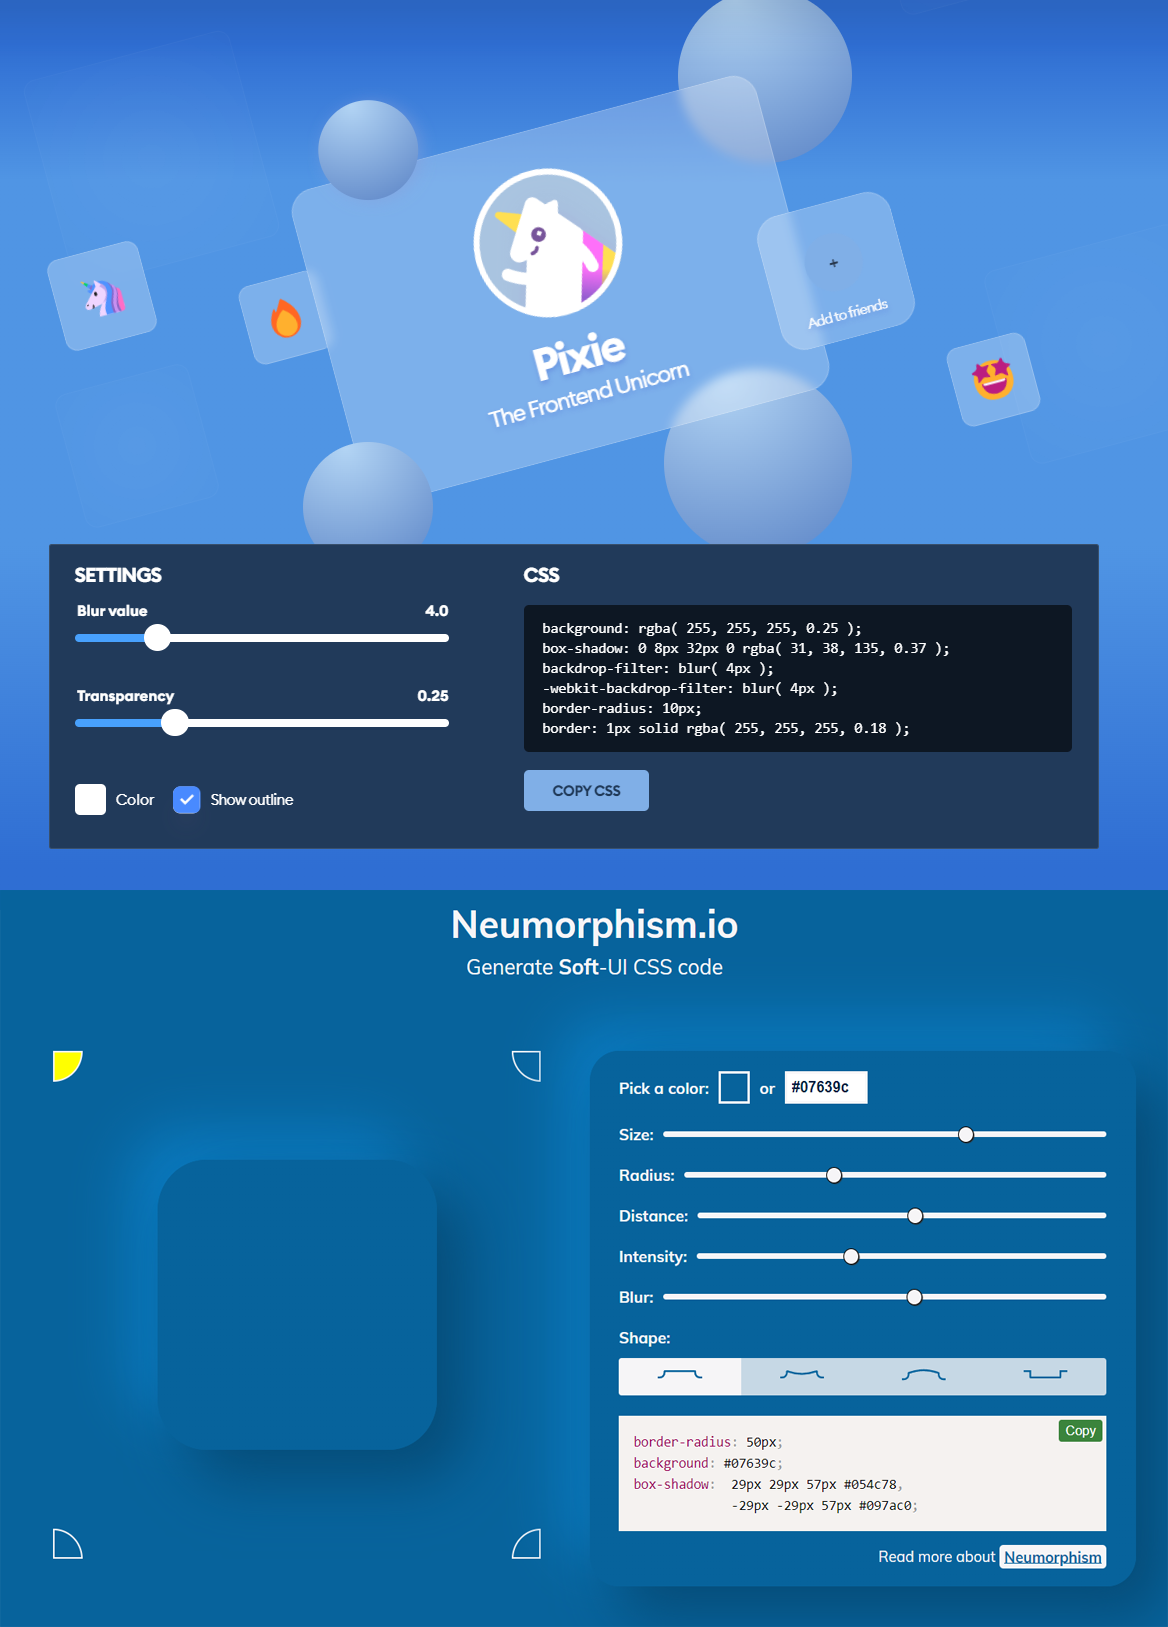 +
Add to friends
Pixie
The Frontend Unicorn
SETTINGS
Blur value 4.0
Transparency 0.25
Color Show outline
CSS
background: rgba( 255, 255, 255, 0.25 );
box-shadow: 0 8px 32px 0 rgba( 31, 38, 135, 0.37 );
backdrop-filter: blur( 4px );
-webkit-backdrop-filter: blur( 4px );
border-radius: 10px;
border: 1px solid rgba( 255, 255, 255, 0.18 );
COPY CSS
Neumorphism.io
Generate Soft-UI CSS code
Pick a color: or #07639c
Size:
Radius:
Distance:
Intensity:
Blur:
Shape:
Copy
border-radius: 50px;
background: #07639c;
box-shadow: 29px 29px 57px #054c78,
-29px -29px 57px #097ac0;
Read more about Neumorphism